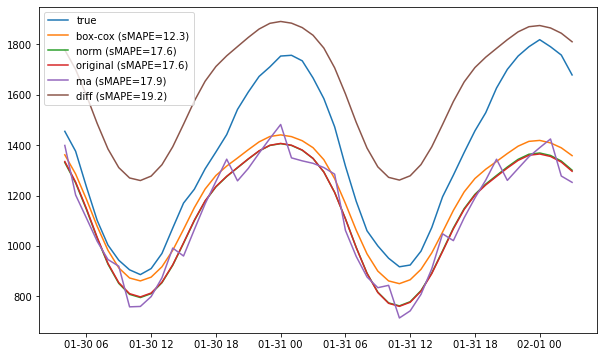 true
box-cox (sMAPE=12.3)
norm (sMAPE=17.6)
original (sMAPE=17.6)
ma (sMAPE=17.9)
diff (sMAPE=19.2)
1800
1600
1400
1200
1000
800
01-30 06 01-30 12 01-30 18 01-31 00 01-31 06 01-31 12 01-31 18 02-01 00